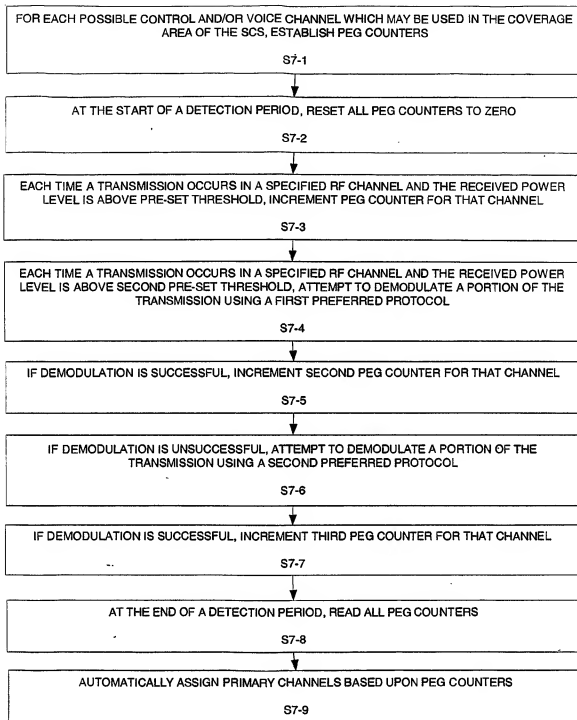 FOR EACH POSSIBLE CONTROL AND/OR VOICE CHANNEL WHICH MAY BE USED IN THE COVERAGE
AREA OF THE SCS, ESTABLISH PEG COUNTERS
S7-1
AT THE START OF A DETECTION PERIOD, RESET ALL PEG COUNTERS TO ZERO
S7-2
EACH TIME A TRANSMISSION OCCURS IN A SPECIFIED RF CHANNEL AND THE RECEIVED POWER
LEVEL IS ABOVE PRE-SET THRESHOLD, INCREMENT PEG COUNTER FOR THAT CHANNEL
S7-3
EACH TIME A TRANSMISSION OCCURS IN A SPECIFIED RF CHANNEL AND THE RECEIVED POWER
LEVEL IS ABOVE SECOND PRE-SET THRESHOLD, ATTEMPT TO DEMODULATE A PORTION OF THE
TRANSMISSION USING A FIRST PREFERRED PROTOCOL
S7-4
IF DEMODULATION IS SUCCESSFUL, INCREMENT SECOND PEG COUNTER FOR THAT CHANNEL
S7-5
IF DEMODULATION IS UNSUCCESSFUL, ATTEMPT TO DEMODULATE A PORTION OF THE
TRANSMISSION USING A SECOND PREFERRED PROTOCOL
S7-6
IF DEMODULATION IS SUCCESSFUL, INCREMENT THIRD PEG COUNTER FOR THAT CHANNEL
S7-7
AT THE END OF A DETECTION PERIOD, READ ALL PEG COUNTERS
S7-8
AUTOMATICALLY ASSIGN PRIMARY CHANNELS BASED UPON PEG COUNTERS
S7-9